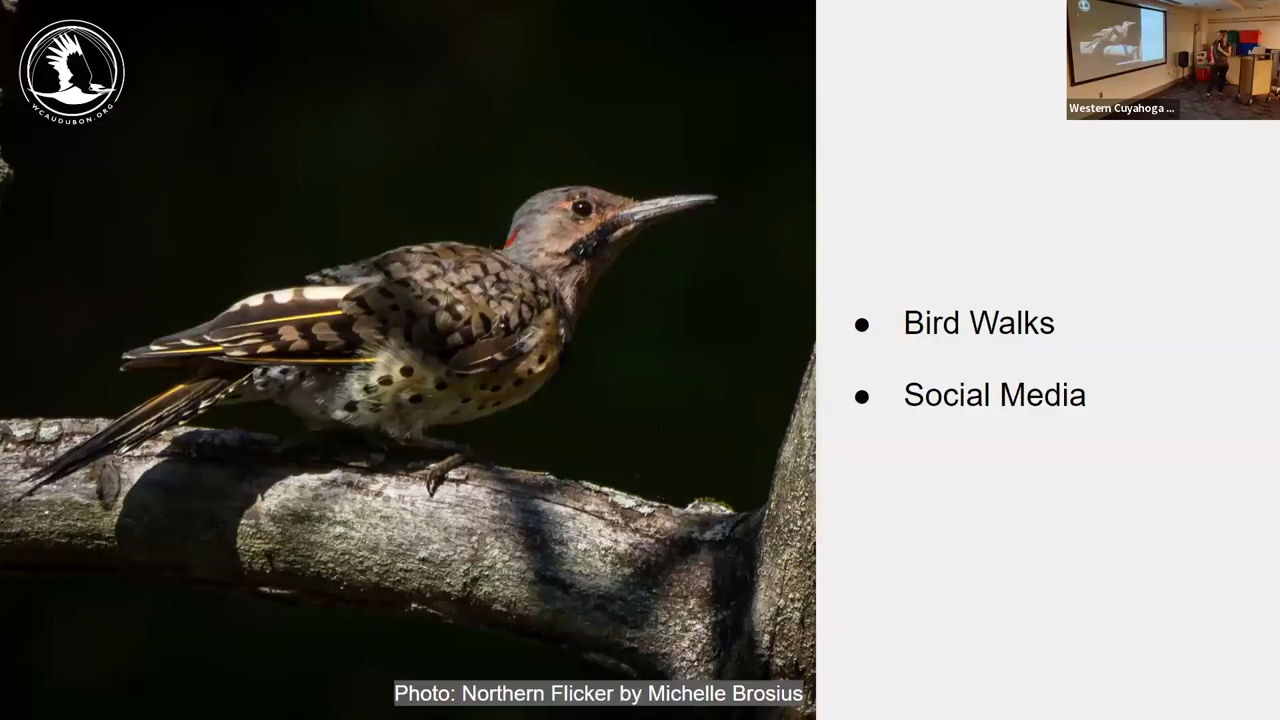 WCAUDUBON.ORG
Western Cuyahoga ...
● Bird Walks
● Social Media
Photo: Northern Flicker by Michelle Brosius